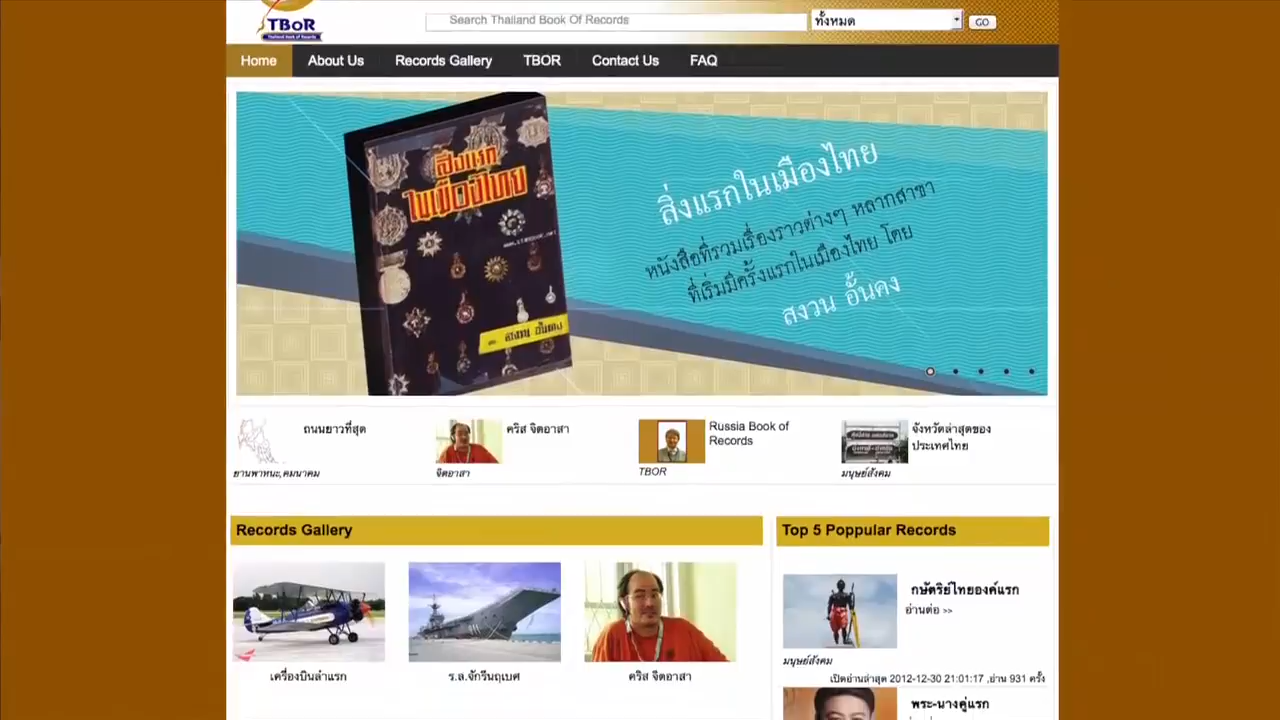 TBoR
Thailand Book of Records
Search Thailand Book Of Records
ทั้งหมด
GO
Home
About Us
Records Gallery
TBOR
Contact Us
FAQ
สิ่งแรก
ในเมืองไทย
สงวน อั้นคง
สิ่งแรกในเมืองไทย
หนังสือที่รวมเรื่องราวต่างๆ หลากสาขา
ที่เริ่มมีครั้งแรกในเมืองไทย โดย
สงวน อั้นคง
ถนนยาวที่สุด
ยานพาหนะ,คมนาคม
คริส จิตอาสา
จิตอาสา
Russia Book of
Records
TBOR
จังหวัดล่าสุดของ
ประเทศไทย
มนุษย์สังคม
Records Gallery
เครื่องบินลำแรก
ร.ล.จักรีนฤเบศ
คริส จิตอาสา
Top 5 Poppular Records
กษัตริย์ไทยองค์แรก
อ่านต่อ >>
มนุษย์สังคม
เปิดอ่านล่าสุด 2012-12-30 21:01:17 ,อ่าน 931 ครั้ง
พระ-นางคู่แรก